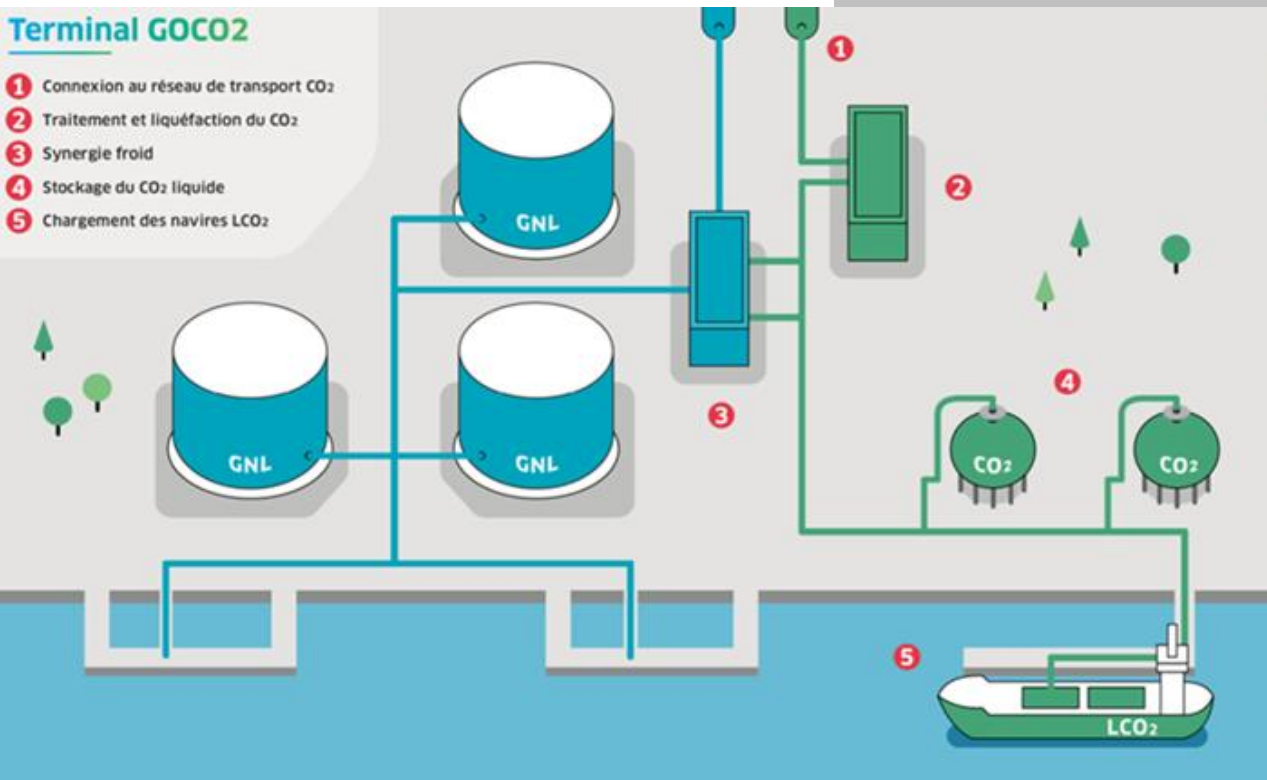 Terminal GOCO2
1 Connexion au réseau de transport CO2
2 Traitement et liquéfaction du CO2
3 Synergie froid
4 Stockage du CO2 liquide
5 Chargement des navires LCO2
1
GNL
2
GNL
GNL
3
4
CO2
CO2
5
LCO2